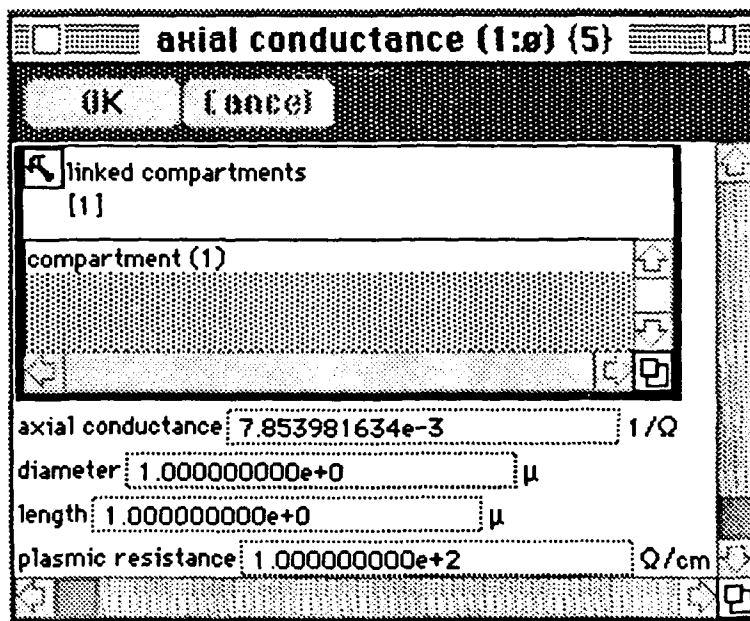 axial conductance (1:ø) {5}
OK Cancel
linked compartments
[1]
compartment (1)
axial conductance 7.853981634e-3 1/Ω
diameter 1.000000000e+0 μ
length 1.000000000e+0 μ
plasmic resistance 1.000000000e+2 Ω/cm